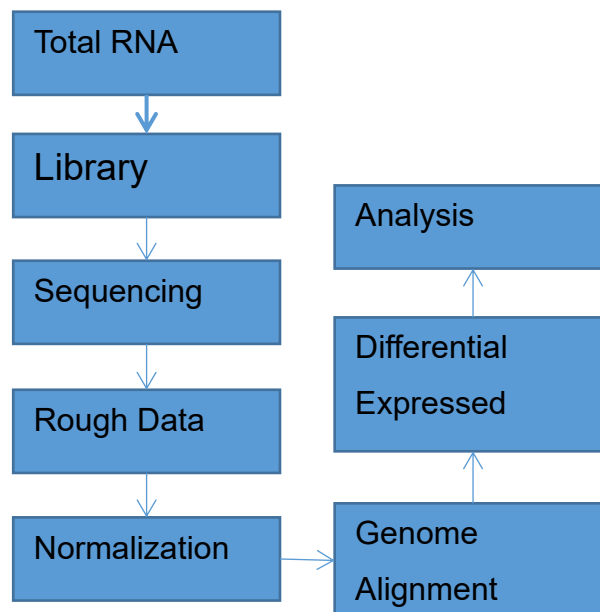 Total RNA
Library
Sequencing
Rough Data
Normalization
Genome
Alignment
Differential
Expressed
Analysis